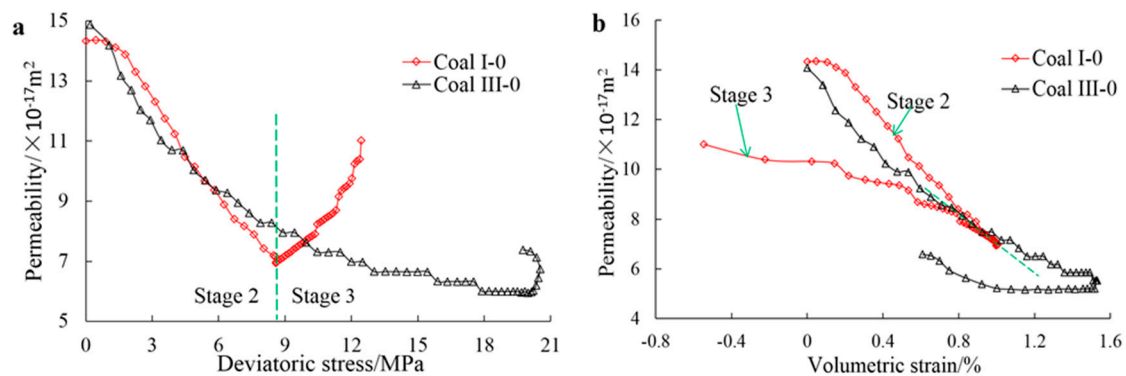 a
Permeability/×10⁻¹⁷m²
15
13
11
9
7
5
0
3
6
9
12
15
18
21
Deviatoric stress/MPa
Coal I-0
Coal III-0
Stage 2
Stage 3
b
Permeability/×10⁻¹⁷m²
16
14
12
10
8
6
4
-0.8
-0.4
0
0.4
0.8
1.2
1.6
Volumetric strain/%
Coal I-0
Coal III-0
Stage 3
Stage 2